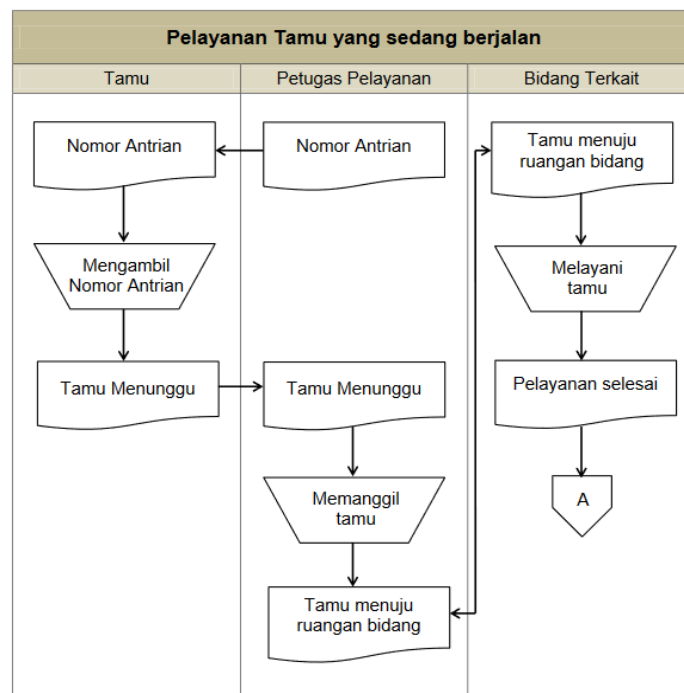 Pelayanan Tamu yang sedang berjalan
Tamu
Petugas Pelayanan
Bidang Terkait
Nomor Antrian
Nomor Antrian
Tamu menuju
ruangan bidang
Mengambil
Nomor Antrian
Melayani
tamu
Tamu Menunggu
Tamu Menunggu
Pelayanan selesai
Memanggil
tamu
A
Tamu menuju
ruangan bidang